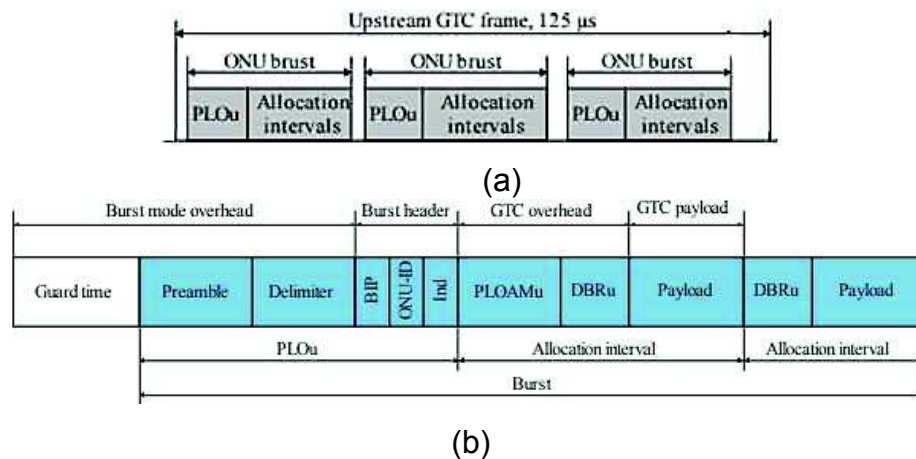 Upstream GTC frame, 125 μs
ONU brust ONU brust ONU burst
PLOu Allocation intervals PLOu Allocation intervals PLOu Allocation intervals
(a)
Burst mode overhead Burst header GTC overhead GTC payload
Guard time Preamble Delimiter BIP ONU-ID Ind PLOAMu DBRu Payload DBRu Payload
PLOu Allocation interval Allocation interval
Burst
(b)